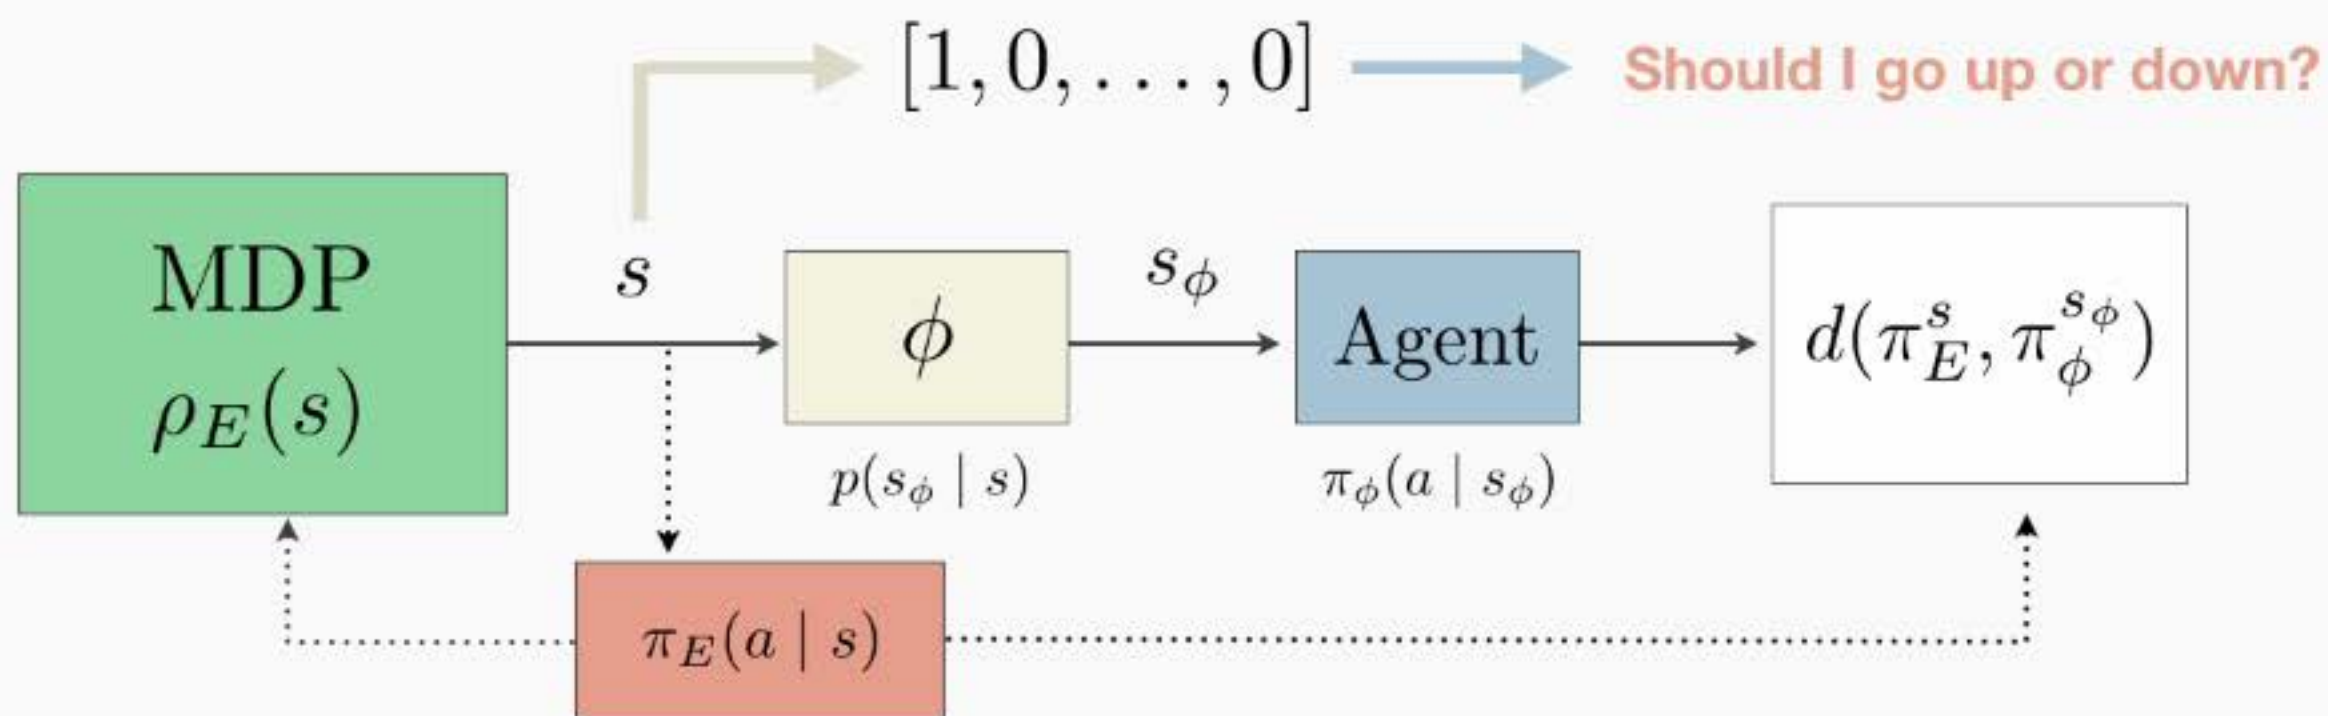 [1, 0, . . . , 0]
Should I go up or down?
MDP
ρ_E(s)
s
ϕ
p(s_ϕ | s)
s_ϕ
Agent
π_ϕ(a | s_ϕ)
d(π_E^s, π_ϕ^{s_ϕ})
π_E(a | s)